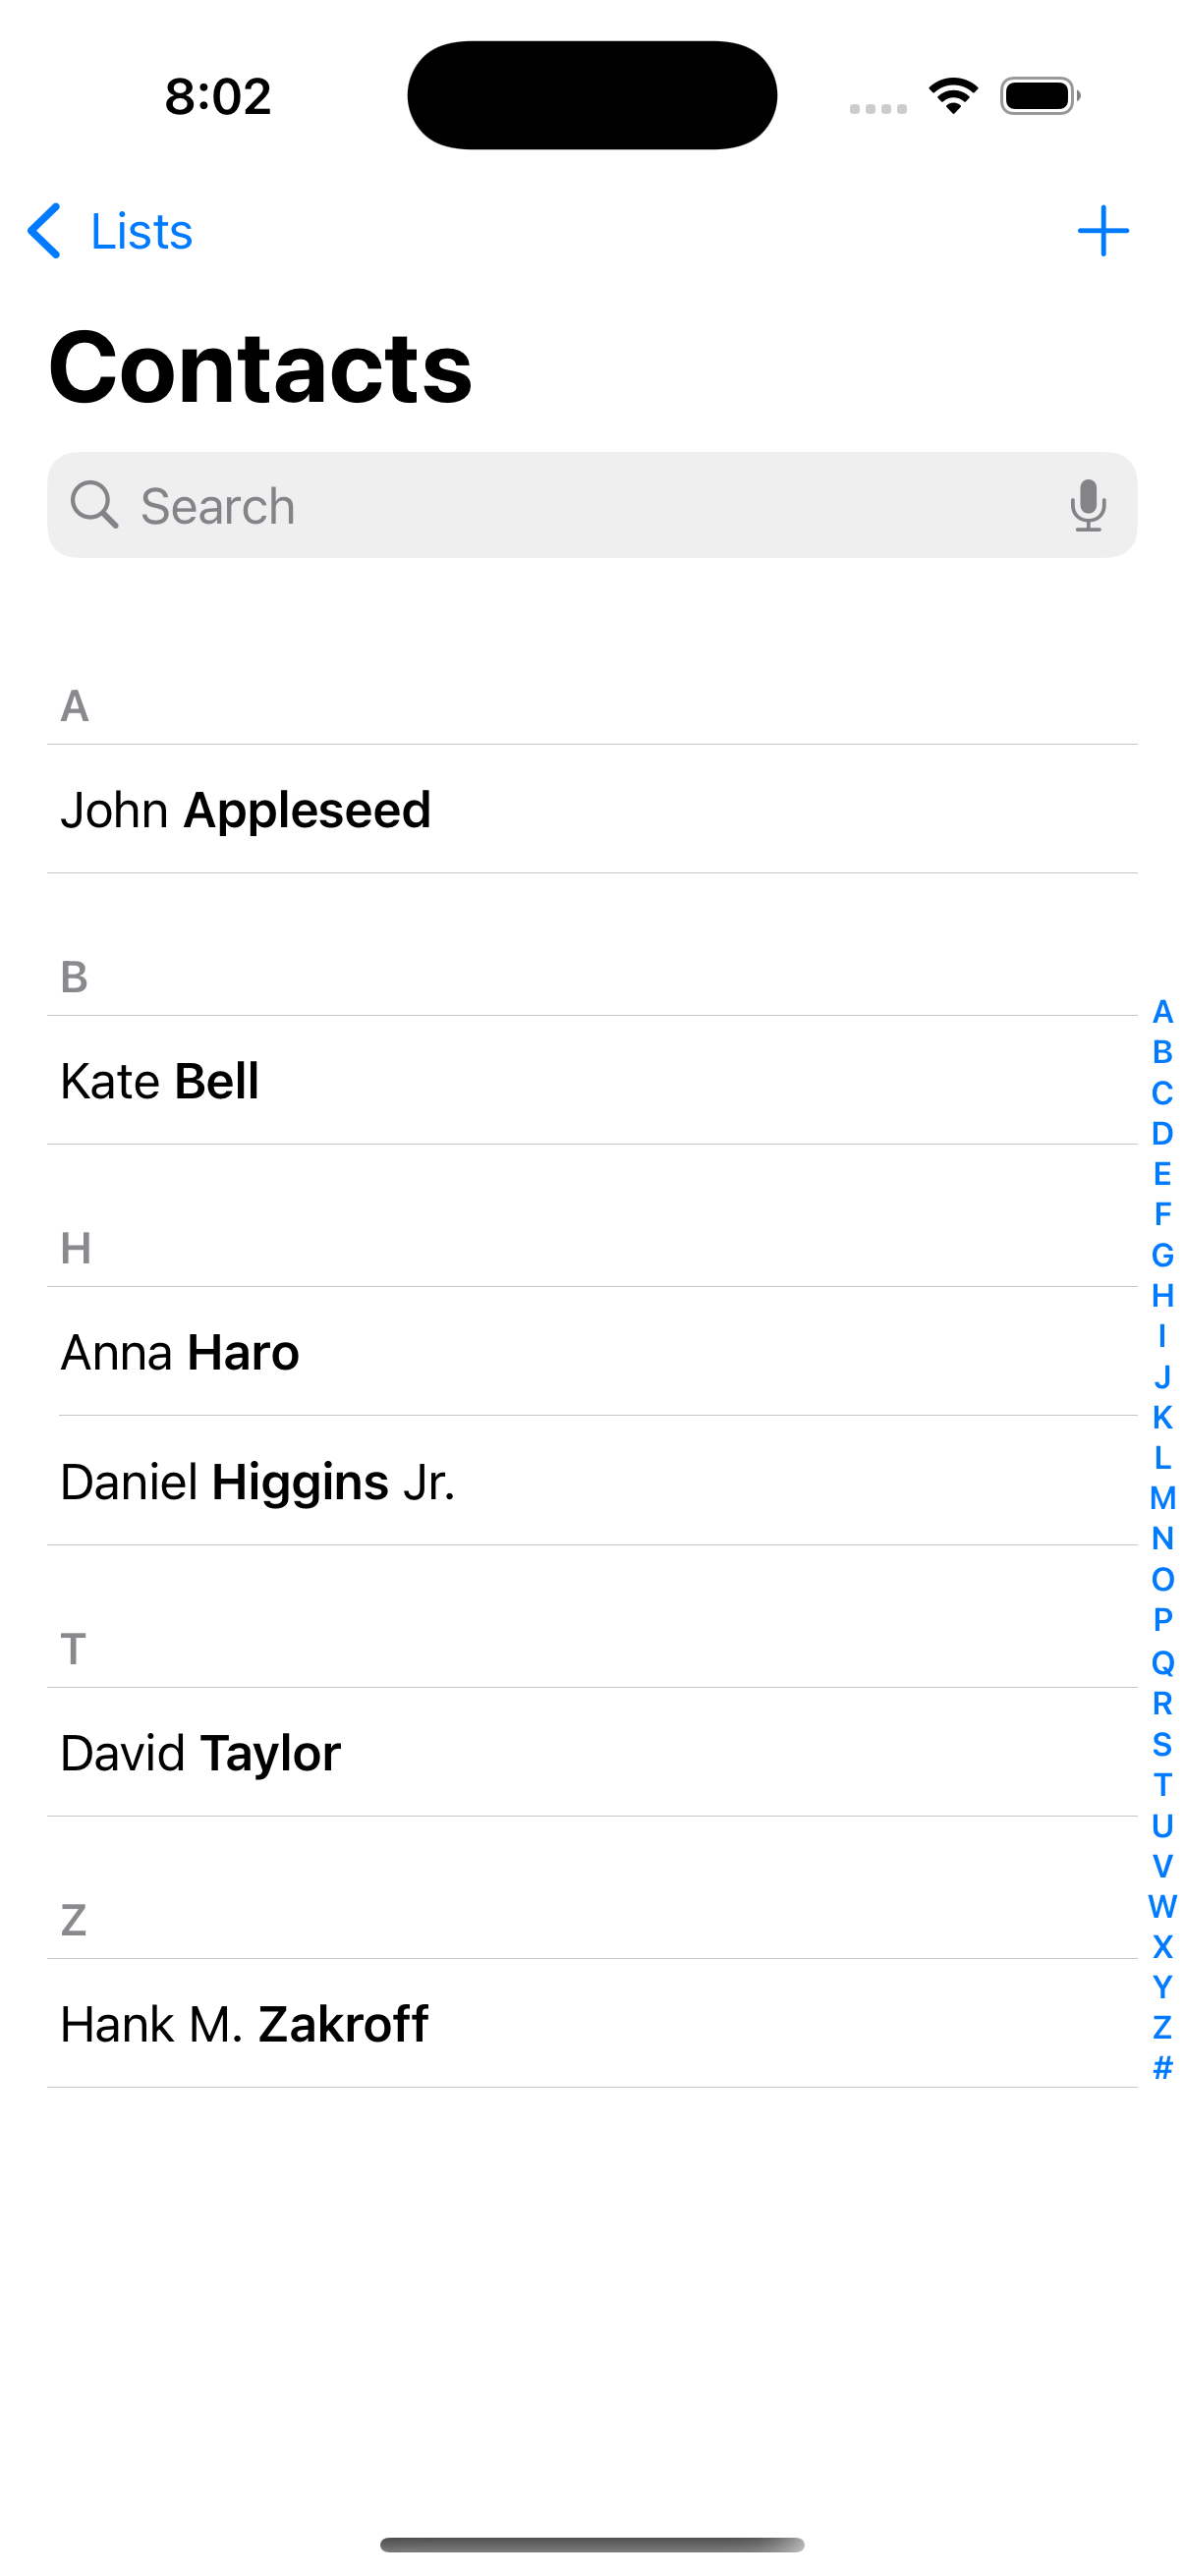 8:02
Lists
Contacts
Search
A
John Appleseed
B
Kate Bell
H
Anna Haro
Daniel Higgins Jr.
T
David Taylor
Z
Hank M. Zakroff
A
B
C
D
E
F
G
H
I
J
K
L
M
N
O
P
Q
R
S
T
U
V
W
X
Y
Z
#